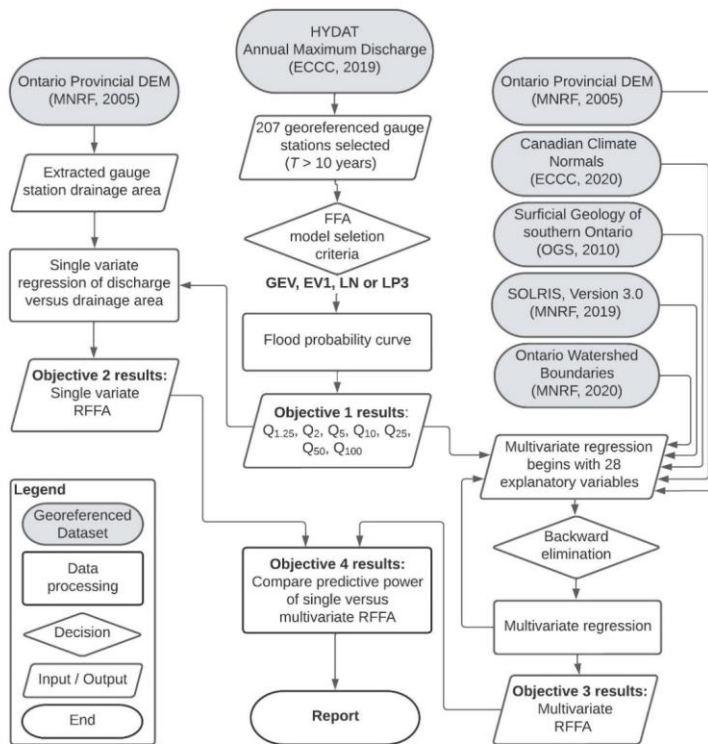 Ontario Provincial DEM
(MNRF, 2005)
Extracted gauge
station drainage area
Single variate
regression of discharge
versus drainage area
Objective 2 results:
Single variate
RFFA
HYDAT
Annual Maximum Discharge
(ECCC, 2019)
207 georeferenced gauge
stations selected
(T > 10 years)
FFA
model seletion
criteria
GEV, EV1, LN or LP3
Flood probability curve
Objective 1 results:
Q1.25, Q2, Q5, Q10, Q25,
Q50, Q100
Ontario Provincial DEM
(MNRF, 2005)
Canadian Climate
Normals
(ECCC, 2020)
Surficial Geology of
southern Ontario
(OGS, 2010)
SOLRIS, Version 3.0
(MNRF, 2019)
Ontario Watershed
Boundaries
(MNRF, 2020)
Multivariate regression
begins with 28
explanatory variables
Backward
elimination
Multivariate regression
Objective 3 results:
Multivariate
RFFA
Objective 4 results:
Compare predictive power
of single versus
multivariate RFFA
Report
Legend
Georeferenced
Dataset
Data
processing
Decision
Input / Output
End